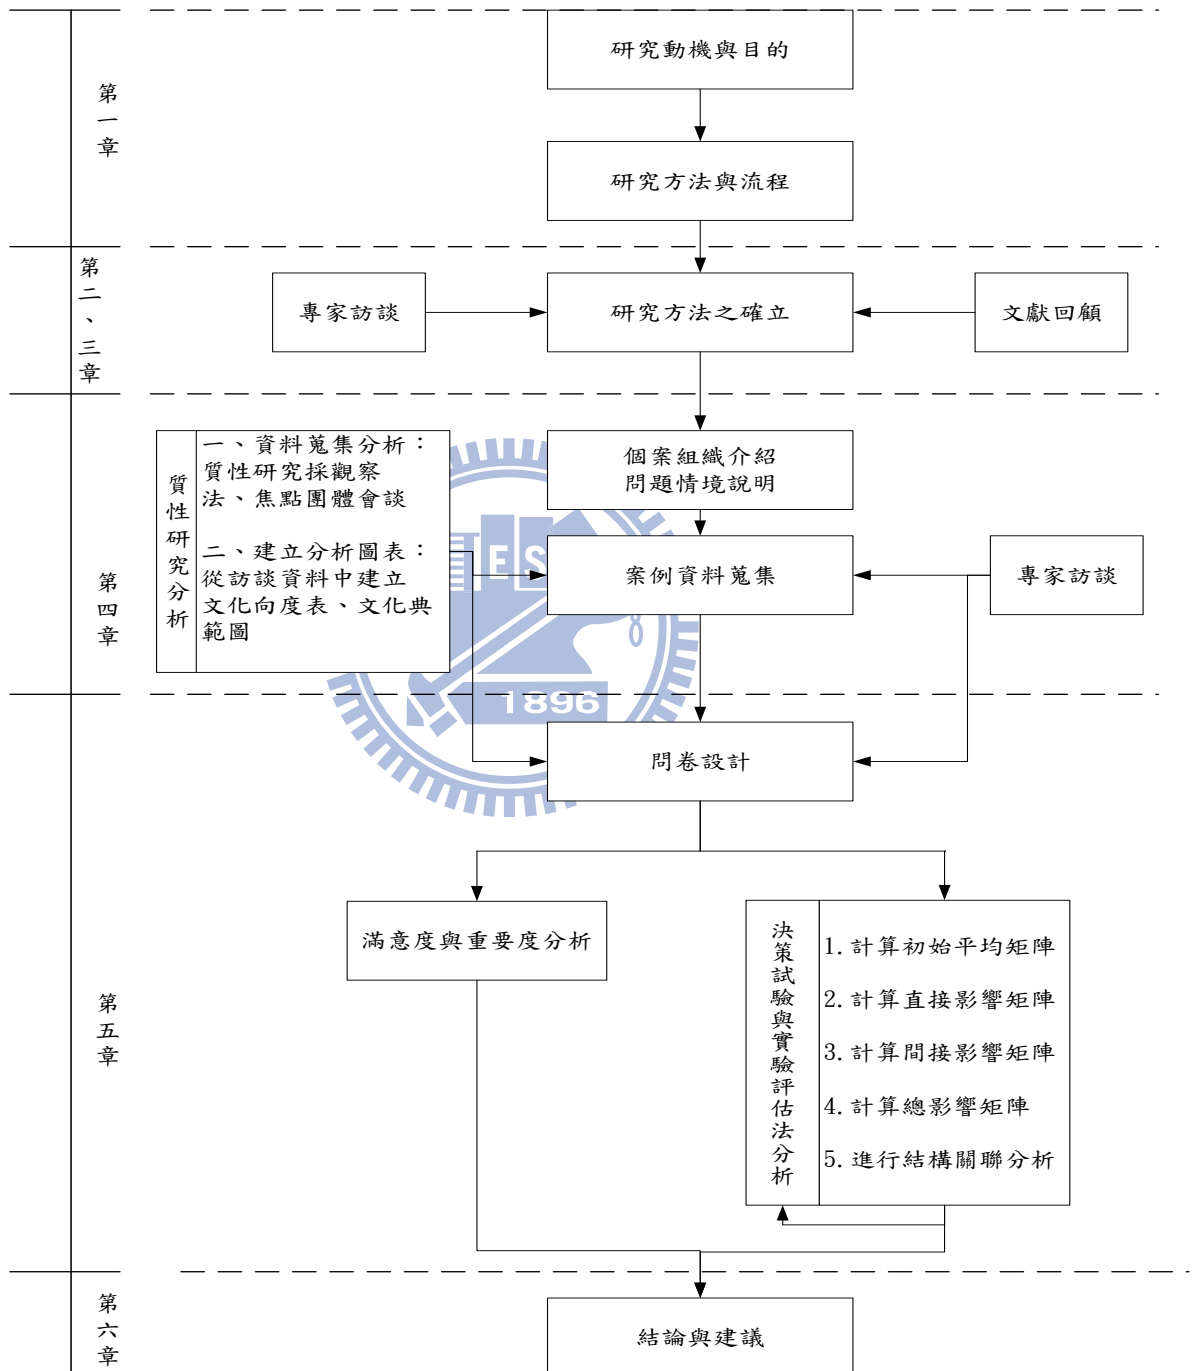 研究動機與目的
第一章
研究方法與流程
第二、三章
專家訪談
研究方法之確立
文獻回顧
質性研究分析
一、資料蒐集分析：
質性研究採觀察
法、焦點團體會談
二、建立分析圖表：
從訪談資料中建立
文化向度表、文化典
範圖
個案組織介紹
問題情境說明
ES
案例資料蒐集
專家訪談
第四章
1896
問卷設計
滿意度與重要度分析
決策試驗與實驗評估法分析
1.計算初始平均矩陣
2.計算直接影響矩陣
3.計算間接影響矩陣
4.計算總影響矩陣
5.進行結構關聯分析
第五章
第六章
結論與建議